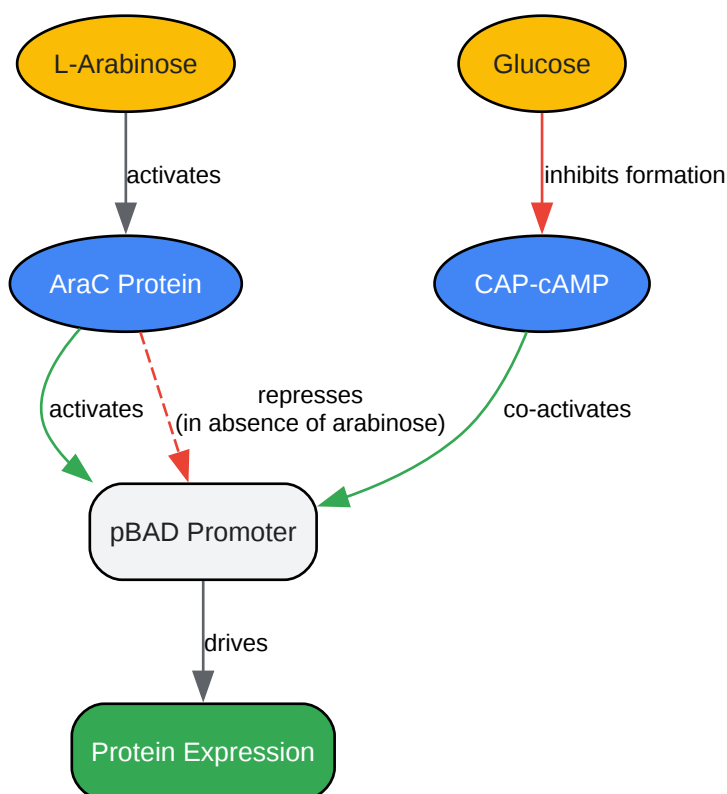 L-Arabinose
Glucose
activates
inhibits formation
AraC Protein
CAP-cAMP
activates
represses
(in absence of arabinose)
co-activates
pBAD Promoter
drives
Protein Expression